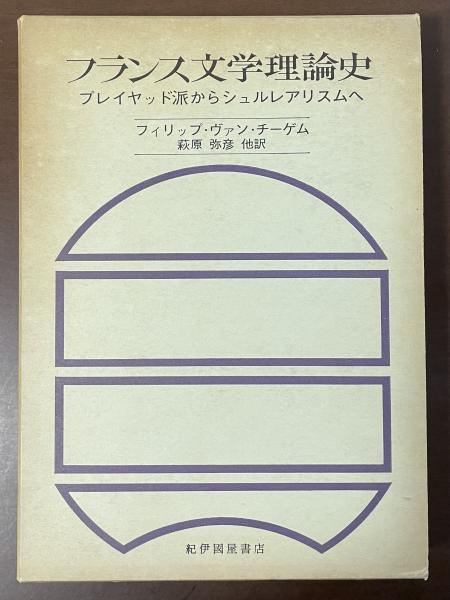 フランス文学理論史
プレイヤッド派からシュルレアリスムへ
フィリップ・ヴァン・チーゲム
萩原 弥彦 他訳
紀伊國屋書店